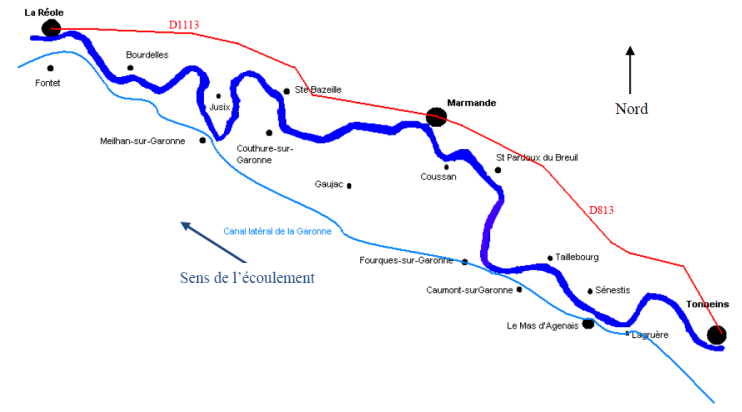 La Réole
D1113
Bourdelles
Fontet
Ste Bazeille
Jusix
Marmande
Nord
Meilhan-sur-Garonne
Couthure-sur-
Garonne
St Pardoux du Breuil
Coussan
Gaujac
D813
Canal latéral de la Garonne
Sens de l'écoulement
Fourques-sur-Garonne
Taillebourg
Caumont-surGaronne
Sénestis
Tonneins
Le Mas d'Agenais
Lagruère